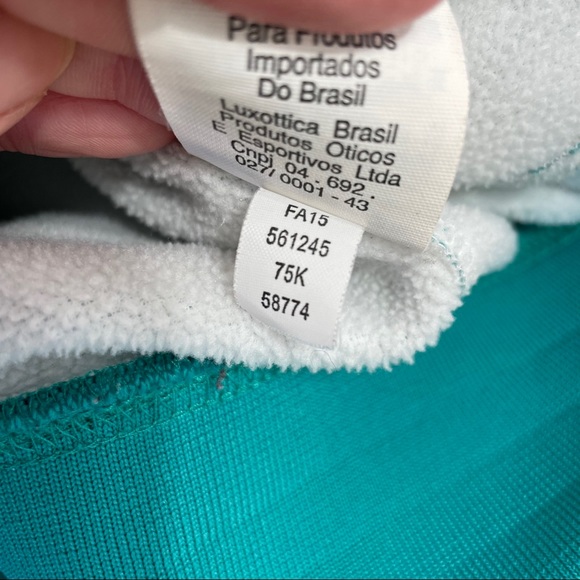 Para Produtos
Importados
Do Brasil
Luxottica Brasil
Produtos Oticos
E Esportivos Ltda
Cnpj 04 - 692.
027/ 0001 - 43
FA15
561245
75K
58774